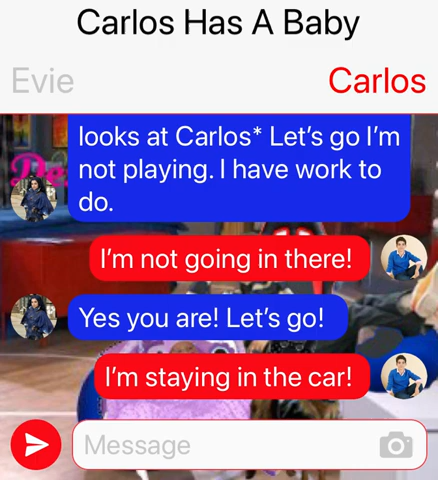 Carlos Has A Baby
Evie
Carlos
looks at Carlos* Let's go I'm
not playing. I have work to
do.
I'm not going in there!
Yes you are! Let's go!
I'm staying in the car!
Message